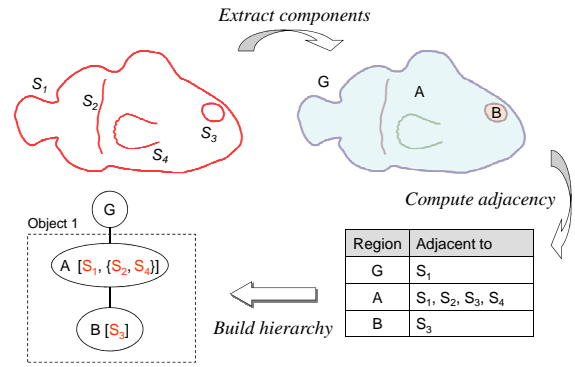 Extract components
S1
S2
S3
S4
G
A
B
Compute adjacency
Region Adjacent to
G S1
A S1, S2, S3, S4
B S3
Build hierarchy
Object 1
G
A [S1, {S2, S4}]
B [S3]